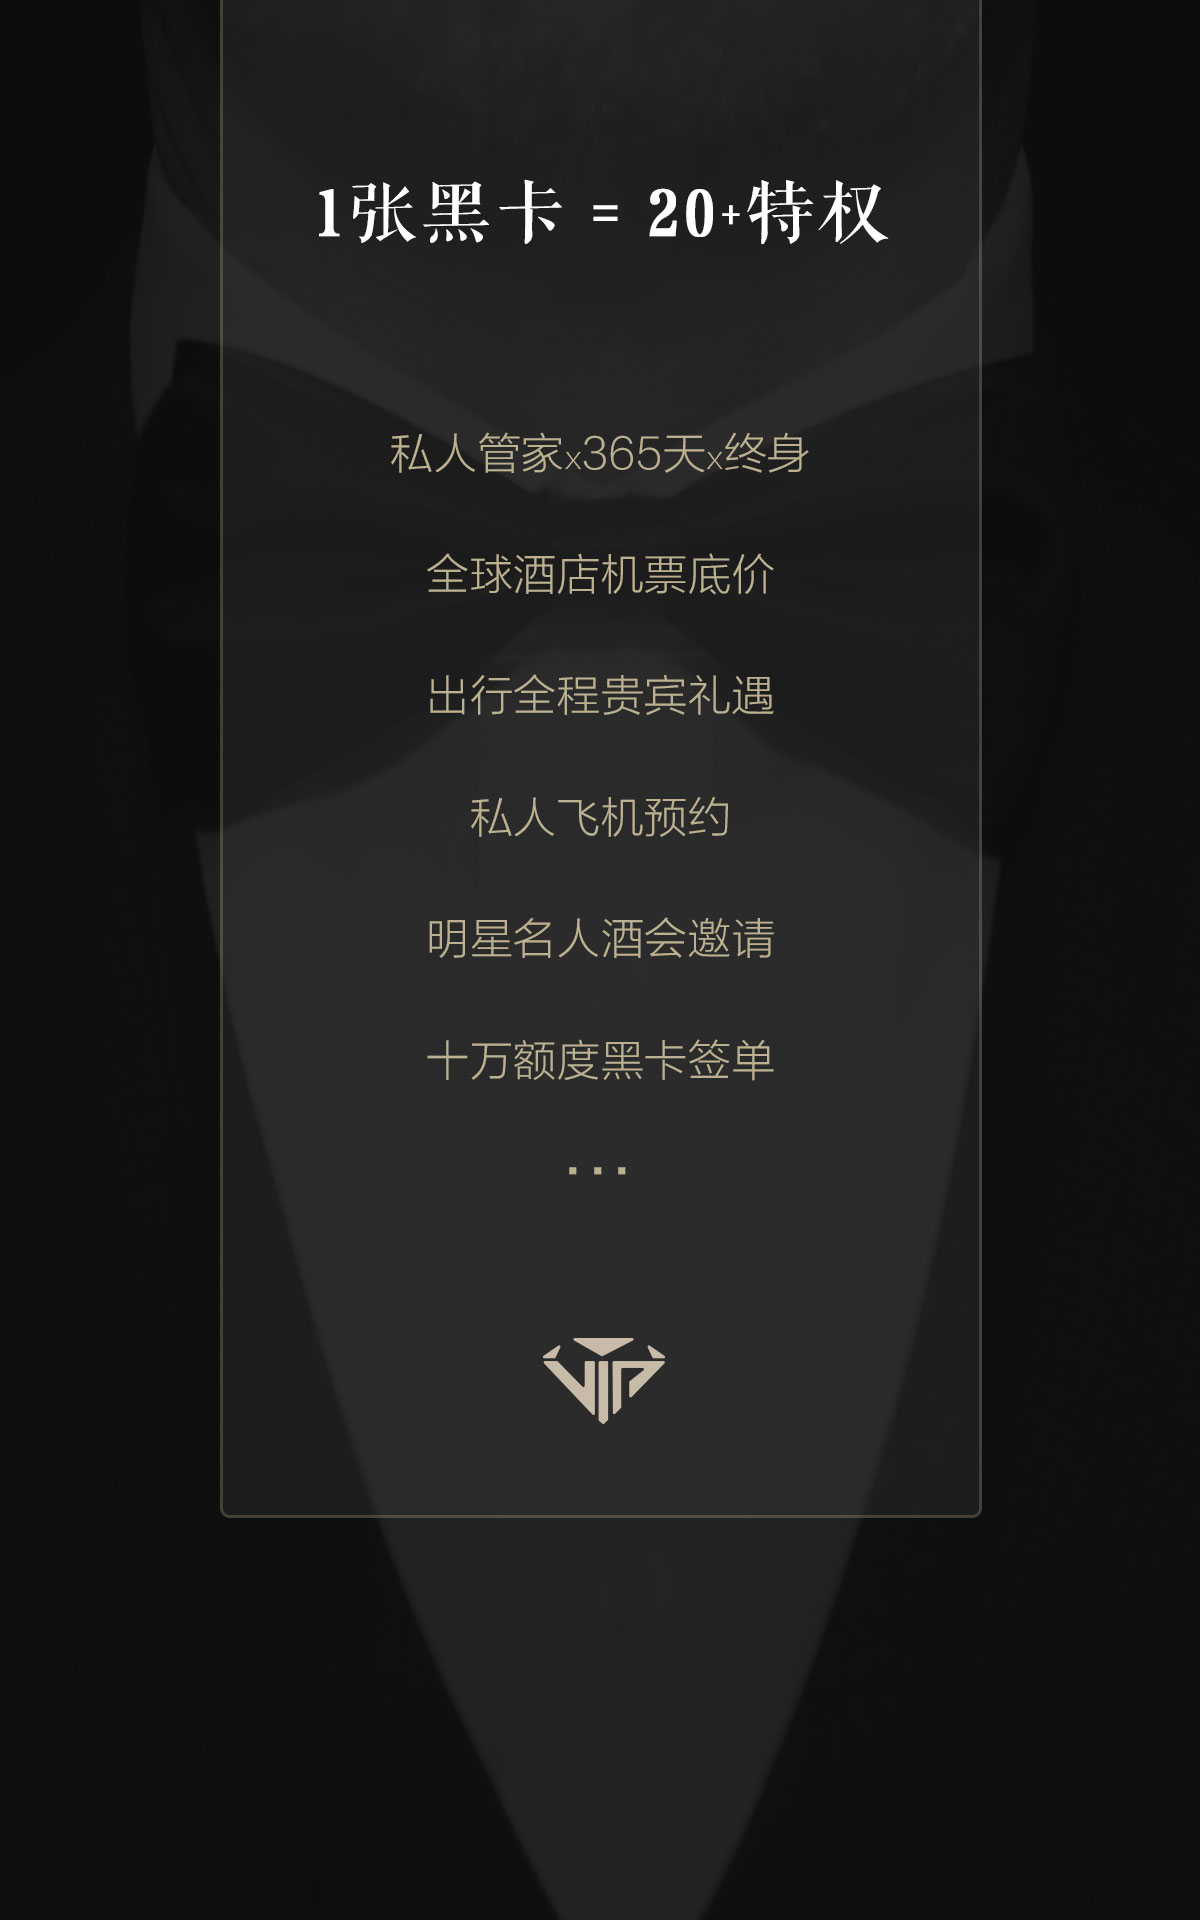 1张黑卡 = 20+特权
私人管家x365天x终身
全球酒店机票底价
出行全程贵宾礼遇
私人飞机预约
明星名人酒会邀请
十万额度黑卡签单
...
VIP